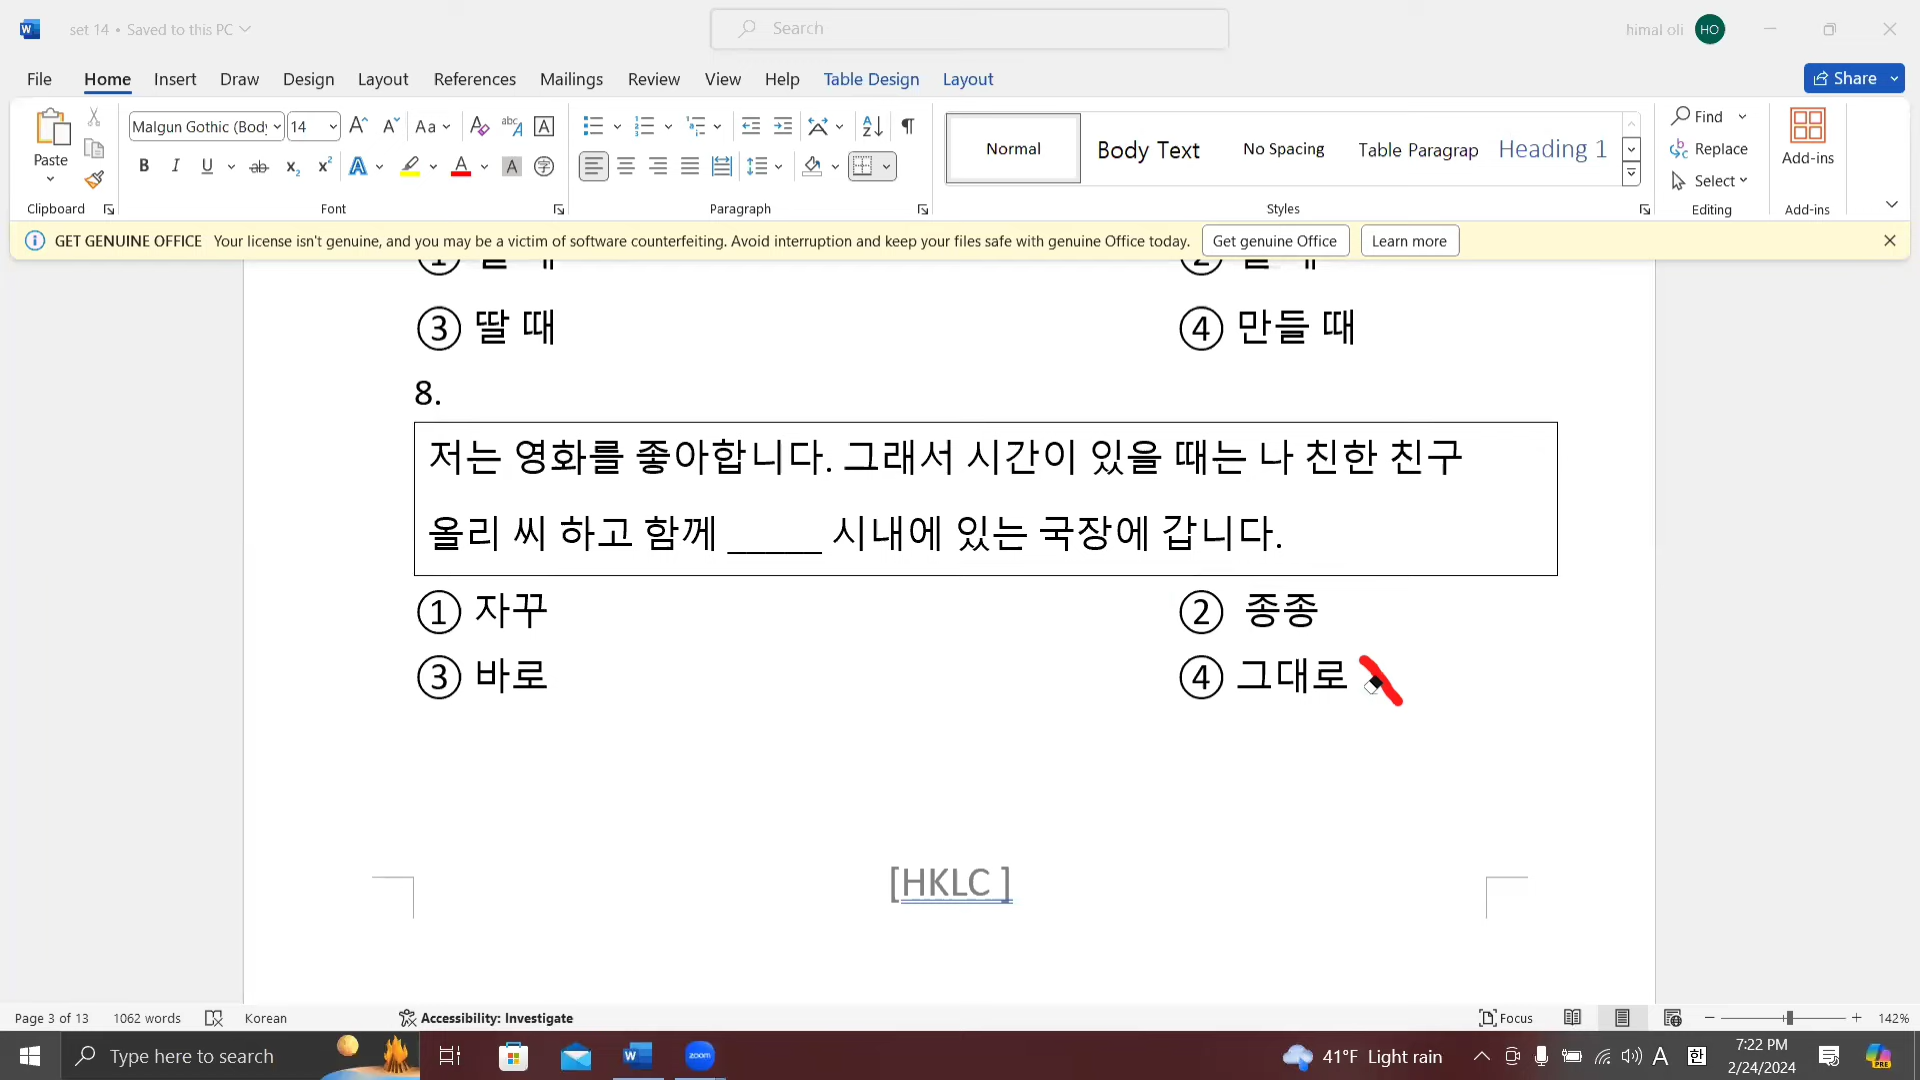 set 14 • Saved to this PC
Search
himal oli
HO
File Home Insert Draw Design Layout References Mailings Review View Help Table Design Layout
Share
Paste
Clipboard
Malgun Gothic (Body
14
Font
Paragraph
Normal
Body Text
No Spacing
Table Paragrap
Heading 1
Styles
Find
Replace
Select
Editing
Add-ins
Add-ins
GET GENUINE OFFICE Your license isn't genuine, and you may be a victim of software counterfeiting. Avoid interruption and keep your files safe with genuine Office today. Get genuine Office Learn more
③ 딸 때 ④ 만들 때
8.
저는 영화를 좋아합니다. 그래서 시간이 있을 때는 나 친한 친구
올리 씨 하고 함께 _____ 시내에 있는 국장에 갑니다.
① 자꾸 ② 종종
③ 바로 ④ 그대로
[HKLC ]
Page 3 of 13 1062 words Korean Accessibility: Investigate Focus 142%
Type here to search
zoom
41°F Light rain
A 한
7:22 PM
2/24/2024
PRE